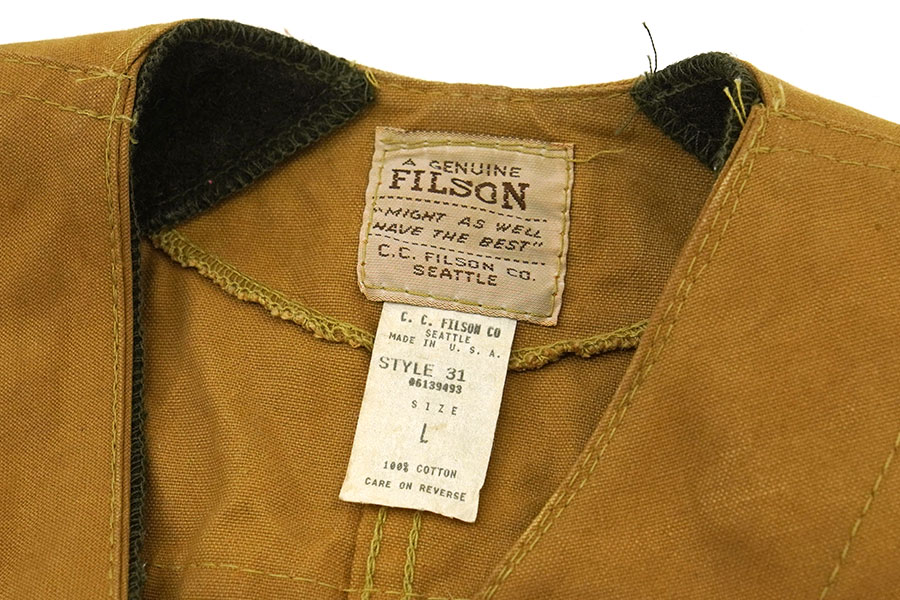 A GENUINE
FILSON
"MIGHT AS WELL
HAVE THE BEST"
C.C. FILSON CO.
SEATTLE
C. C. FILSON CO
SEATTLE
MADE IN U. S. A.
STYLE 31
06139493
SIZE
L
100% COTTON
CARE ON REVERSE